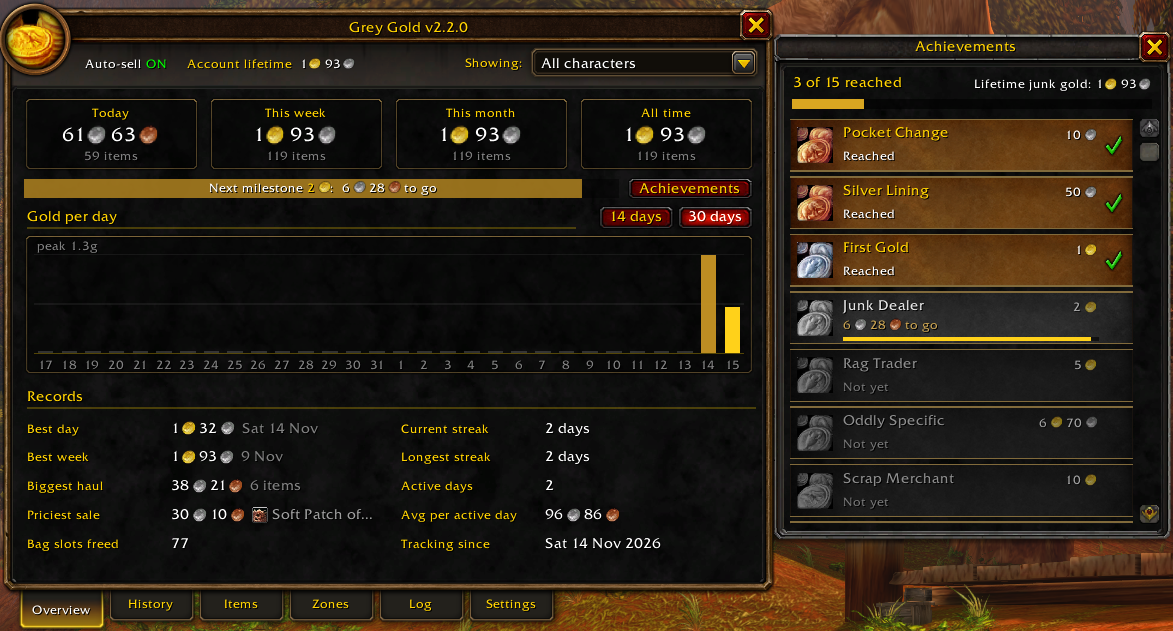 Grey Gold v2.2.0
Auto-sell ON Account lifetime 1 93 Showing: All characters
Today
61 63
59 items
This week
1 93
119 items
This month
1 93
119 items
All time
1 93
119 items
Next milestone 2 : 6 28 to go
Achievements
Gold per day
14 days 30 days
peak 1.3g
17 18 19 20 21 22 23 24 25 26 27 28 29 30 31 1 2 3 4 5 6 7 8 9 10 11 12 13 14 15
Records
Best day 1 32 Sat 14 Nov Current streak 2 days
Best week 1 93 9 Nov Longest streak 2 days
Biggest haul 38 21 6 items Active days 2
Priciest sale 30 10 Soft Patch of... Avg per active day 96 86
Bag slots freed 77 Tracking since Sat 14 Nov 2026
Overview History Items Zones Log Settings
Achievements
3 of 15 reached Lifetime junk gold: 1 93
Pocket Change 10
Reached
Silver Lining 50
Reached
First Gold 1
Reached
Junk Dealer 2
6 28 to go
Rag Trader 5
Not yet
Oddly Specific 6 70
Not yet
Scrap Merchant 10
Not yet